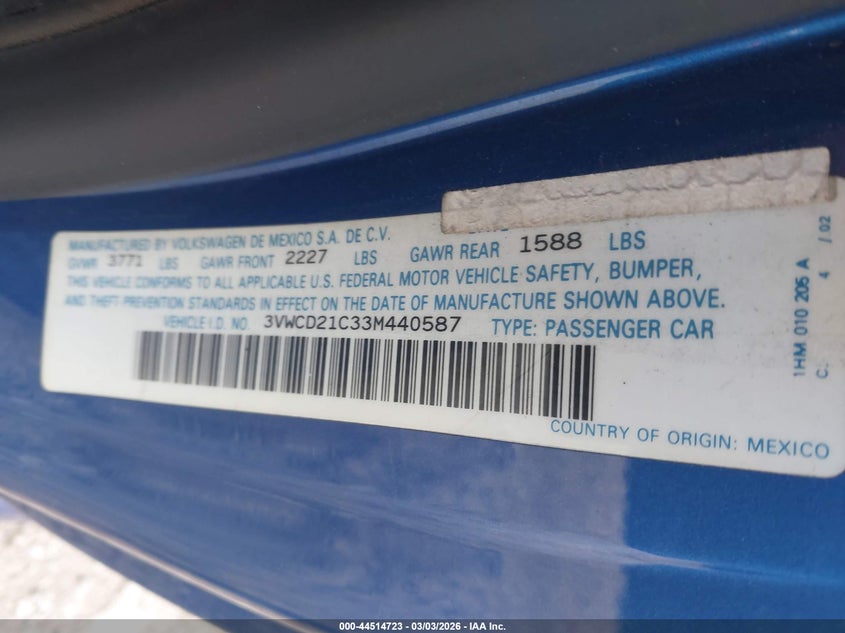 MANUFACTURED BY VOLKSWAGEN DE MEXICO S.A. DE C.V.
GVWR 3771 LBS GAWR FRONT 2227 LBS GAWR REAR 1588 LBS
THIS VEHICLE CONFORMS TO ALL APPLICABLE U.S. FEDERAL MOTOR VEHICLE SAFETY, BUMPER,
AND THEFT PREVENTION STANDARDS IN EFFECT ON THE DATE OF MANUFACTURE SHOWN ABOVE.
VEHICLE I.D. NO. 3VWCD21C33M440587 TYPE: PASSENGER CAR
COUNTRY OF ORIGIN: MEXICO
1HM 010 205 A
C. 4 / 02
000-44514723 | 03/03/2026 – IAA Inc.